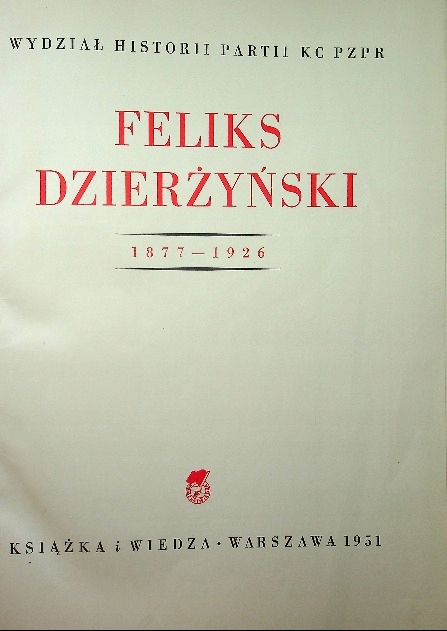 WYDZIAŁ HISTORII PARTII KC PZPR
FELIKS
DZIERŻYŃSKI
1877—1926
KSIĄŻKA i WIEDZA · WARSZAWA 1951